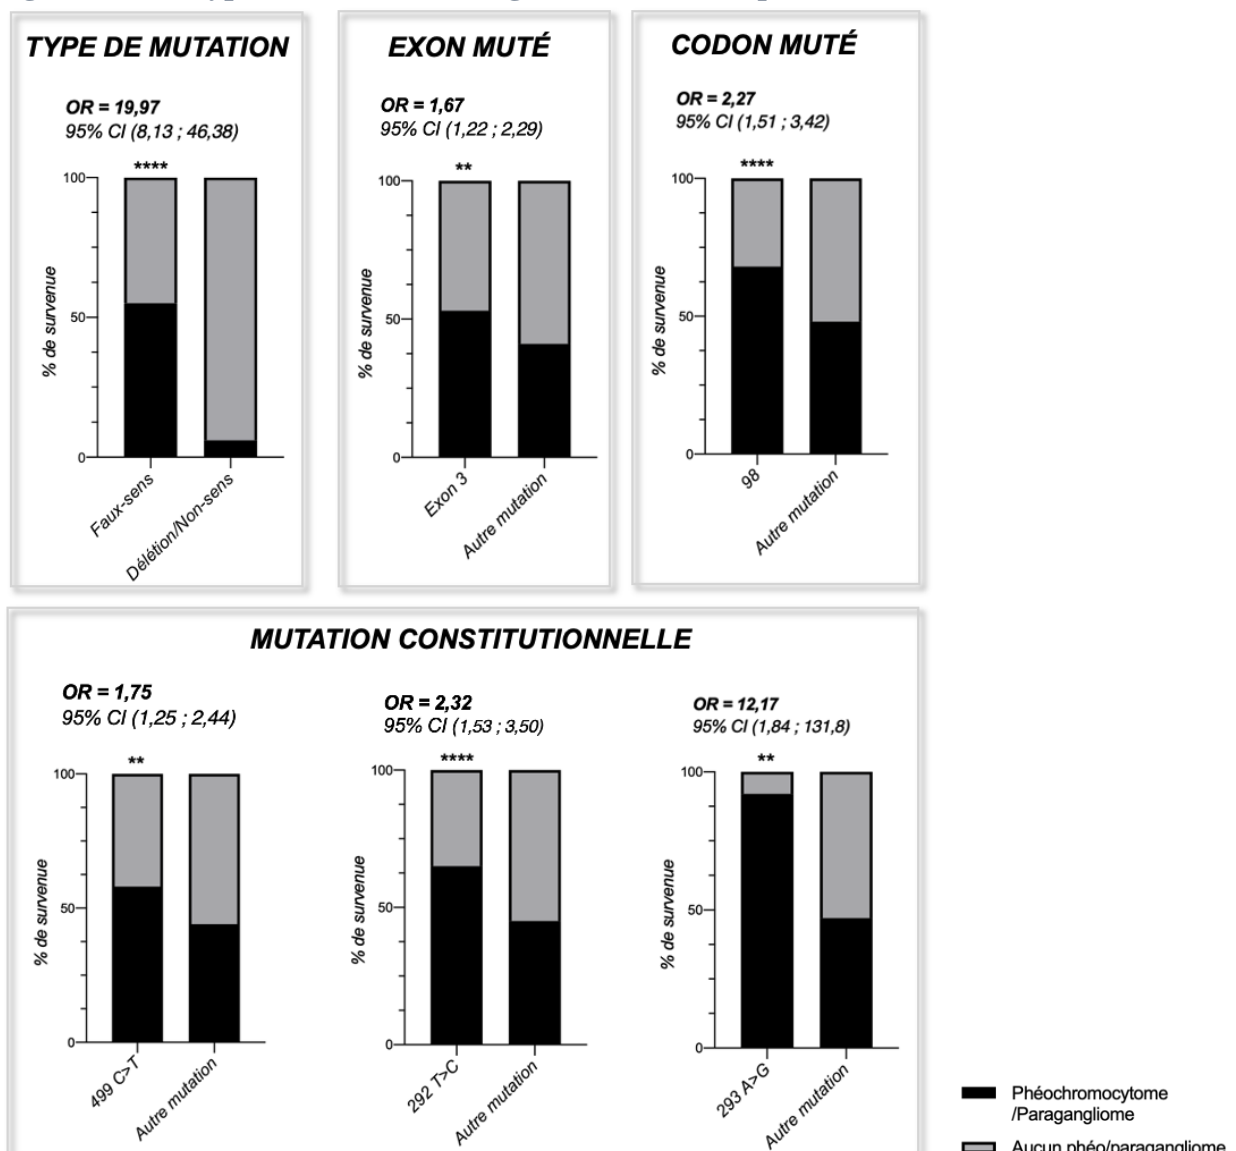 TYPE DE MUTATION
OR = 19,97
95% CI (8,13 ; 46,38)
****
100
50
0
% de survenue
Faux-sens
Délétion/Non-sens
EXON MUTÉ
OR = 1,67
95% CI (1,22 ; 2,29)
**
100
50
0
% de survenue
Exon 3
Autre mutation
CODON MUTÉ
OR = 2,27
95% CI (1,51 ; 3,42)
****
100
50
0
% de survenue
98
Autre mutation
MUTATION CONSTITUTIONNELLE
OR = 1,75
95% CI (1,25 ; 2,44)
**
100
50
0
% de survenue
499 C>T
Autre mutation
OR = 2,32
95% CI (1,53 ; 3,50)
****
100
50
0
% de survenue
292 T>C
Autre mutation
OR = 12,17
95% CI (1,84 ; 131,8)
**
100
50
0
% de survenue
293 A>G
Autre mutation
Phéochromocytome
/Paragangliome
Aucun phéo/paragangliome